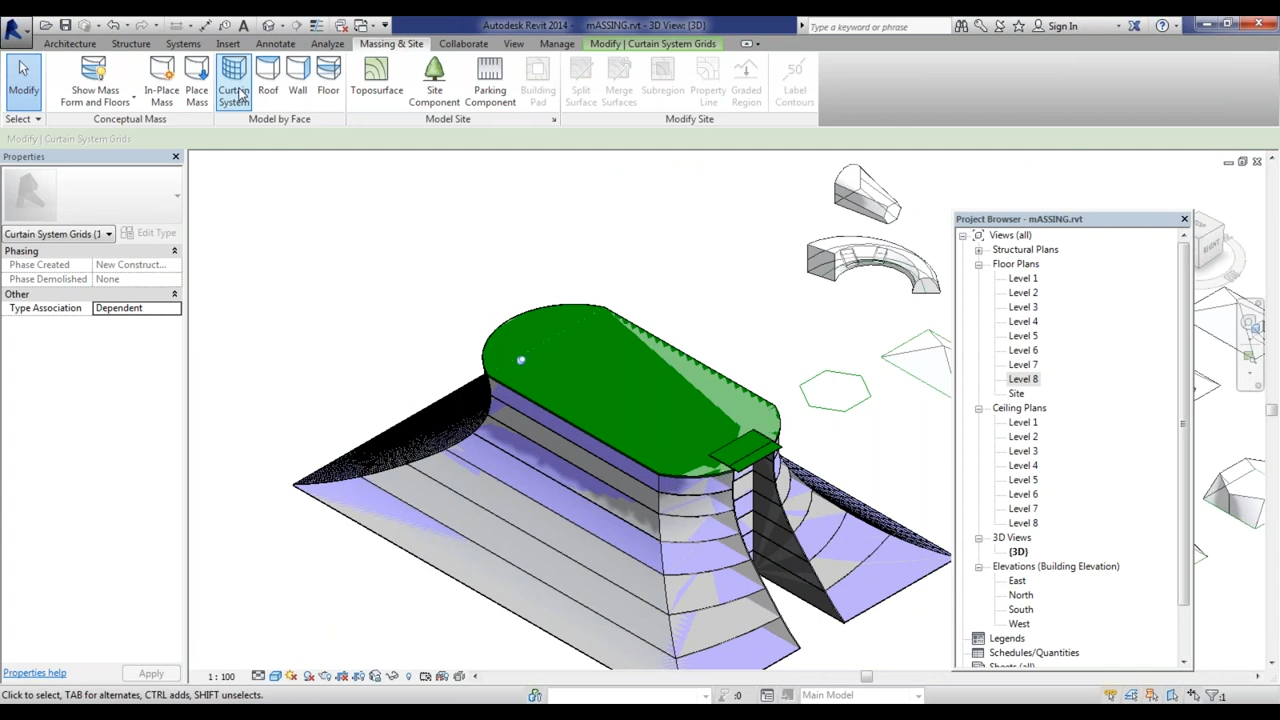 Autodesk Revit 2014 - mASSING.rvt - 3D View: {3D}
Type a keyword or phrase
Sign In
Architecture Structure Systems Insert Annotate Analyze Massing & Site Collaborate View Manage Modify | Curtain System Grids
Modify
Show Mass Form and Floors
In-Place Mass
Place Mass
Curtain System
Roof
Wall
Floor
Toposurface
Site Component
Parking Component
Building Pad
Split Surface
Merge Surfaces
Subregion
Property Line
Graded Region
50
Label Contours
Select
Conceptual Mass
Model by Face
Model Site
Modify Site
Modify | Curtain System Grids
Properties
Curtain System Grids (1
Edit Type
Phasing
Phase Created New Construct...
Phase Demolished None
Other
Type Association Dependent
Properties help
Apply
RIGHT
Project Browser - mASSING.rvt
Views (all)
Structural Plans
Floor Plans
Level 1
Level 2
Level 3
Level 4
Level 5
Level 6
Level 7
Level 8
Site
Ceiling Plans
Level 1
Level 2
Level 3
Level 4
Level 5
Level 6
Level 7
Level 8
3D Views
{3D}
Elevations (Building Elevation)
East
North
South
West
Legends
Schedules/Quantities
Sheets (all)
1 : 100
Click to select, TAB for alternates, CTRL adds, SHIFT unselects.
:0
Main Model
:1